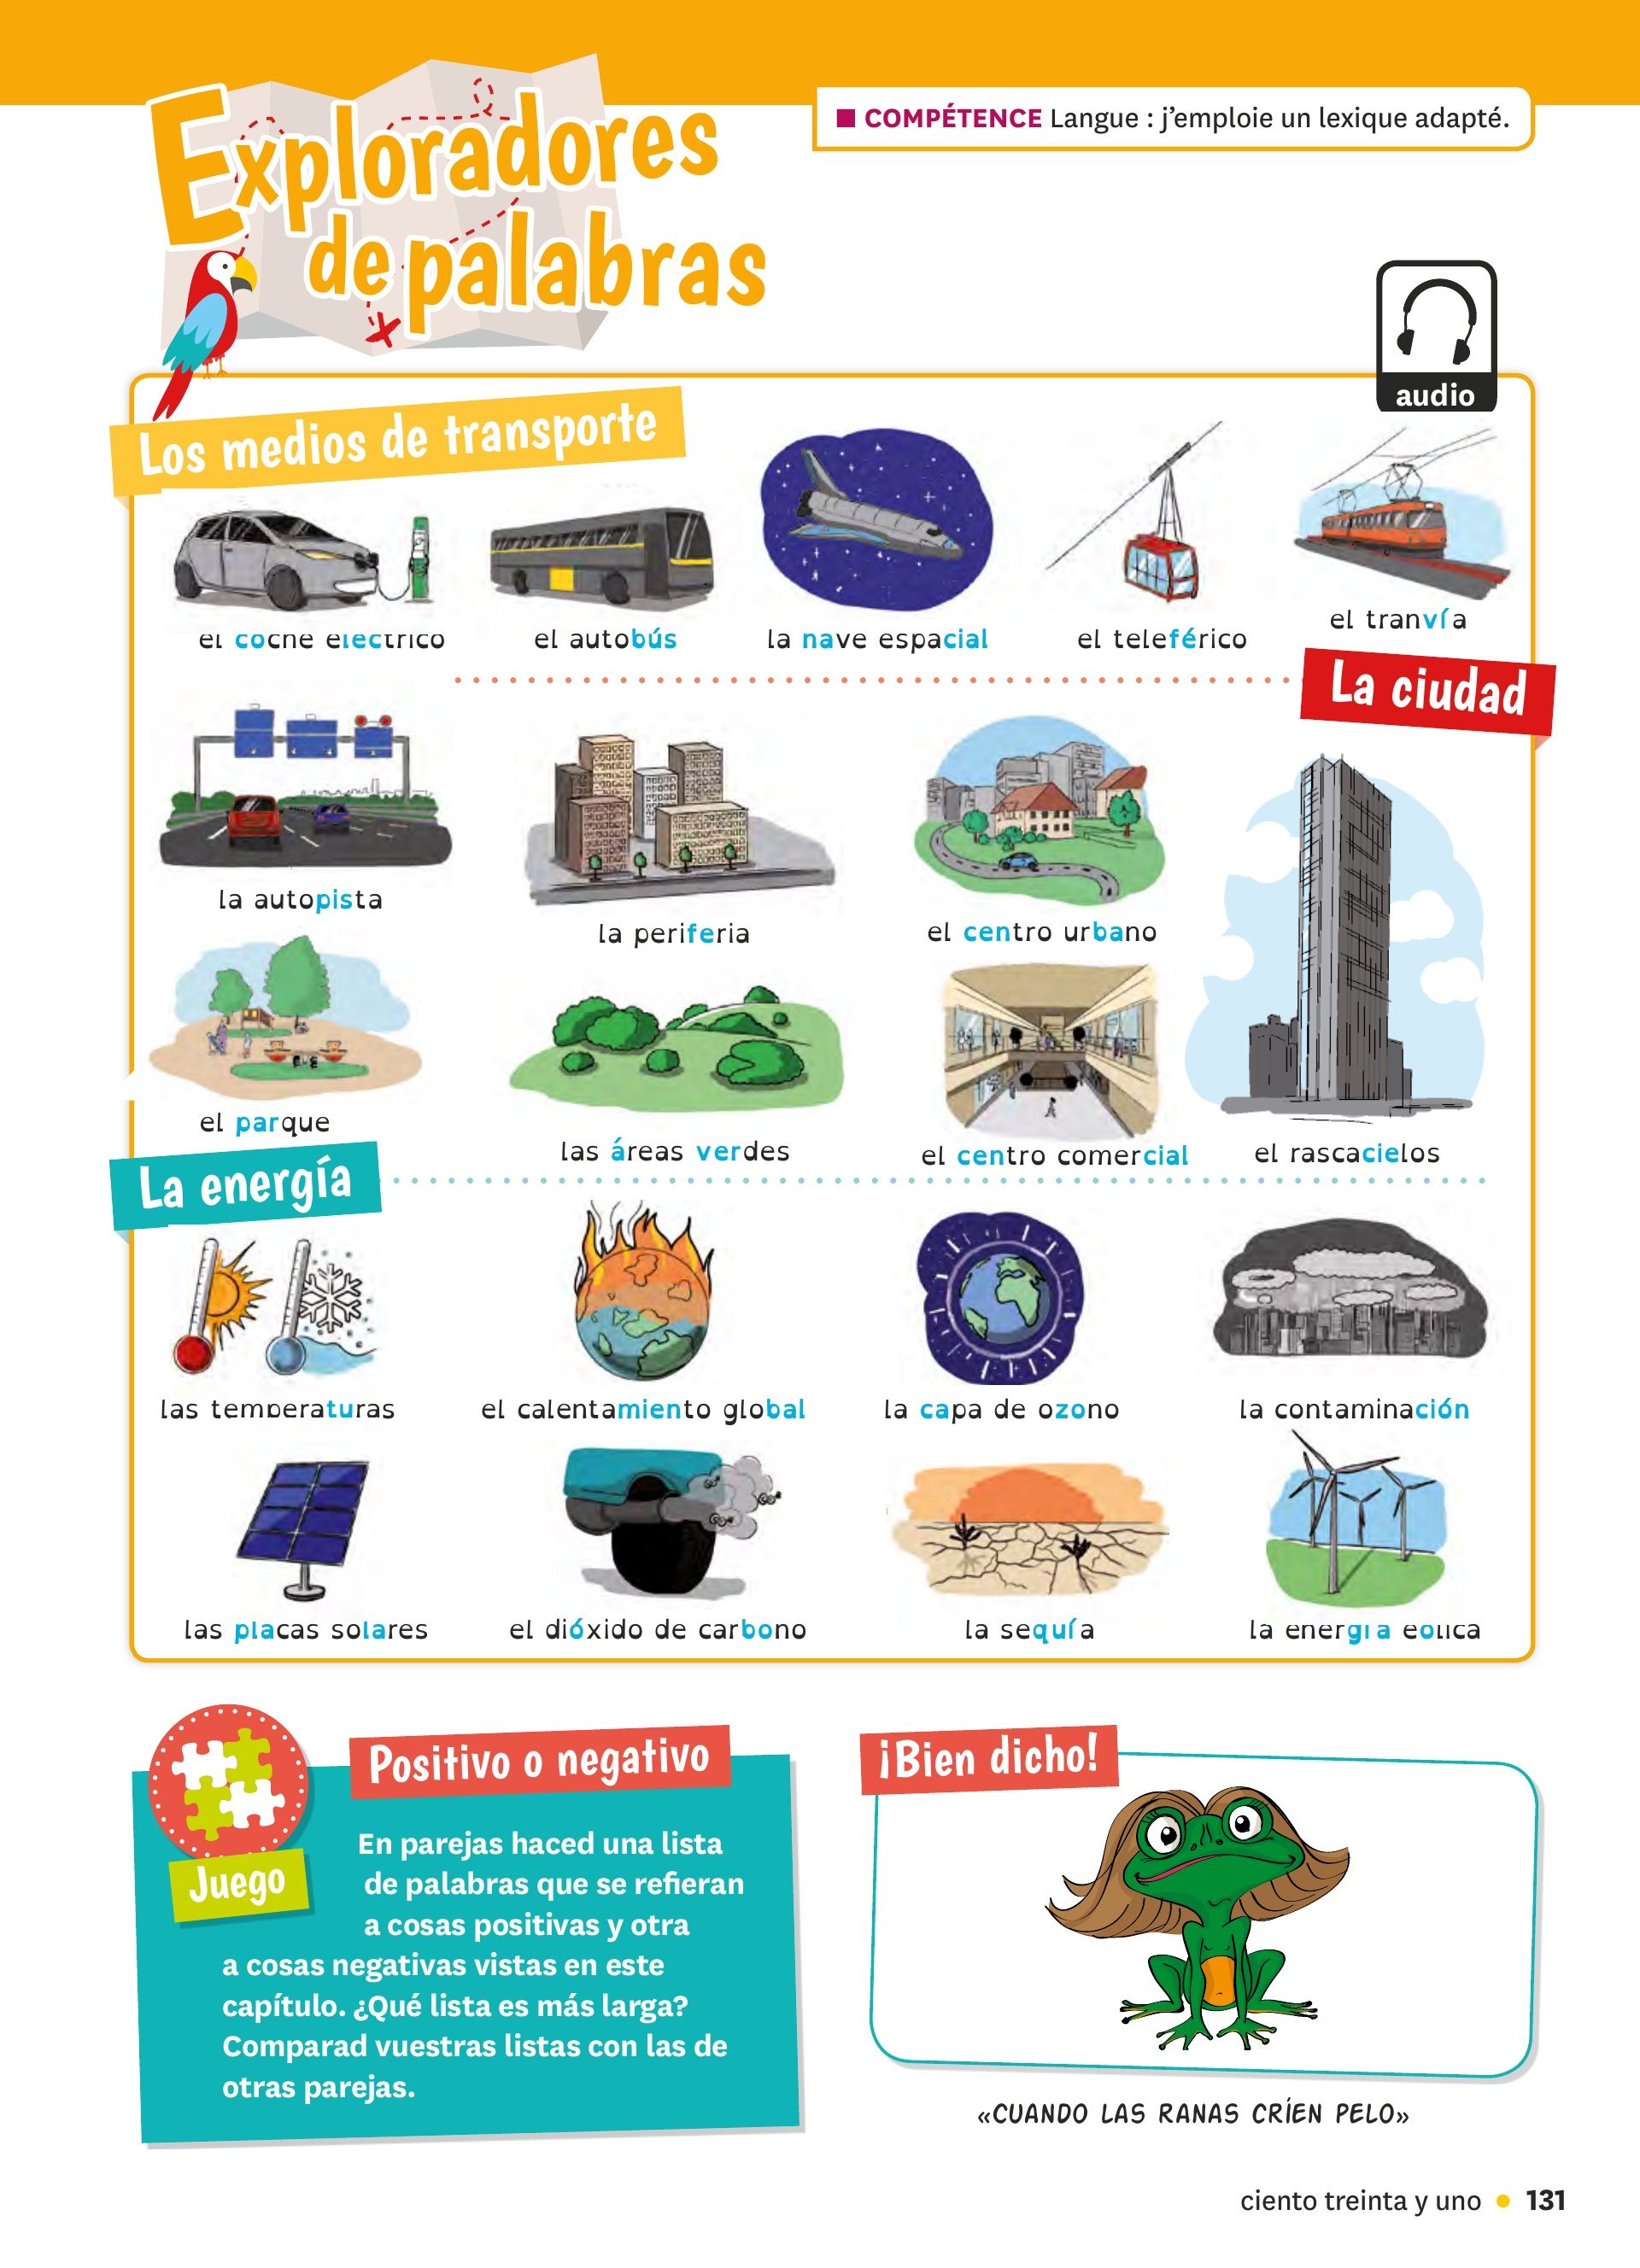 Exploradores
de palabras
■ COMPÉTENCE Langue : j'emploie un lexique adapté.
audio
Los medios de transporte
el coche eléctrico
el autobús
la nave espacial
el teleférico
el tranvía
La ciudad
la autopista
la periferia
el centro urbano
el parque
las áreas verdes
el centro comercial
el rascacielos
La energía
las temperaturas
el calentamiento global
la capa de ozono
la contaminación
las placas solares
el dióxido de carbono
la sequía
la energía eólica
Juego
Positivo o negativo
En parejas haced una lista
de palabras que se refieran
a cosas positivas y otra
a cosas negativas vistas en este
capítulo. ¿Qué lista es más larga?
Comparad vuestras listas con las de
otras parejas.
¡Bien dicho!
«CUANDO LAS RANAS CRÍEN PELO»
ciento treinta y uno • 131